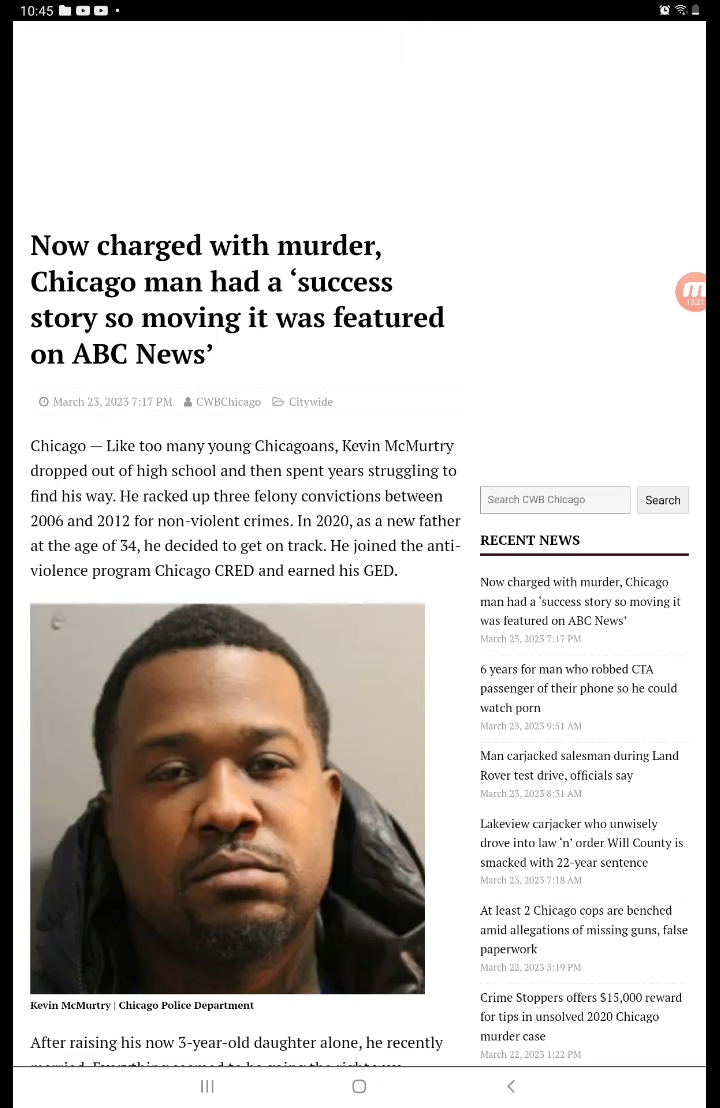 10:45
Now charged with murder,
Chicago man had a ‘success
story so moving it was featured
on ABC News’
March 23, 2023 7:17 PM CWBChicago Citywide
Chicago — Like too many young Chicagoans, Kevin McMurtry
dropped out of high school and then spent years struggling to
find his way. He racked up three felony convictions between
2006 and 2012 for non-violent crimes. In 2020, as a new father
at the age of 34, he decided to get on track. He joined the anti-
violence program Chicago CRED and earned his GED.
Kevin McMurtry | Chicago Police Department
After raising his now 3-year-old daughter alone, he recently
married. Everything seemed to be going the right way.
13:21
Search CWB Chicago Search
RECENT NEWS
Now charged with murder, Chicago
man had a ‘success story so moving it
was featured on ABC News’
March 23, 2023 7:17 PM
6 years for man who robbed CTA
passenger of their phone so he could
watch porn
March 23, 2023 9:51 AM
Man carjacked salesman during Land
Rover test drive, officials say
March 23, 2023 8:31 AM
Lakeview carjacker who unwisely
drove into law ‘n’ order Will County is
smacked with 22-year sentence
March 23, 2023 7:18 AM
At least 2 Chicago cops are benched
amid allegations of missing guns, false
paperwork
March 22, 2023 5:19 PM
Crime Stoppers offers $15,000 reward
for tips in unsolved 2020 Chicago
murder case
March 22, 2023 1:22 PM